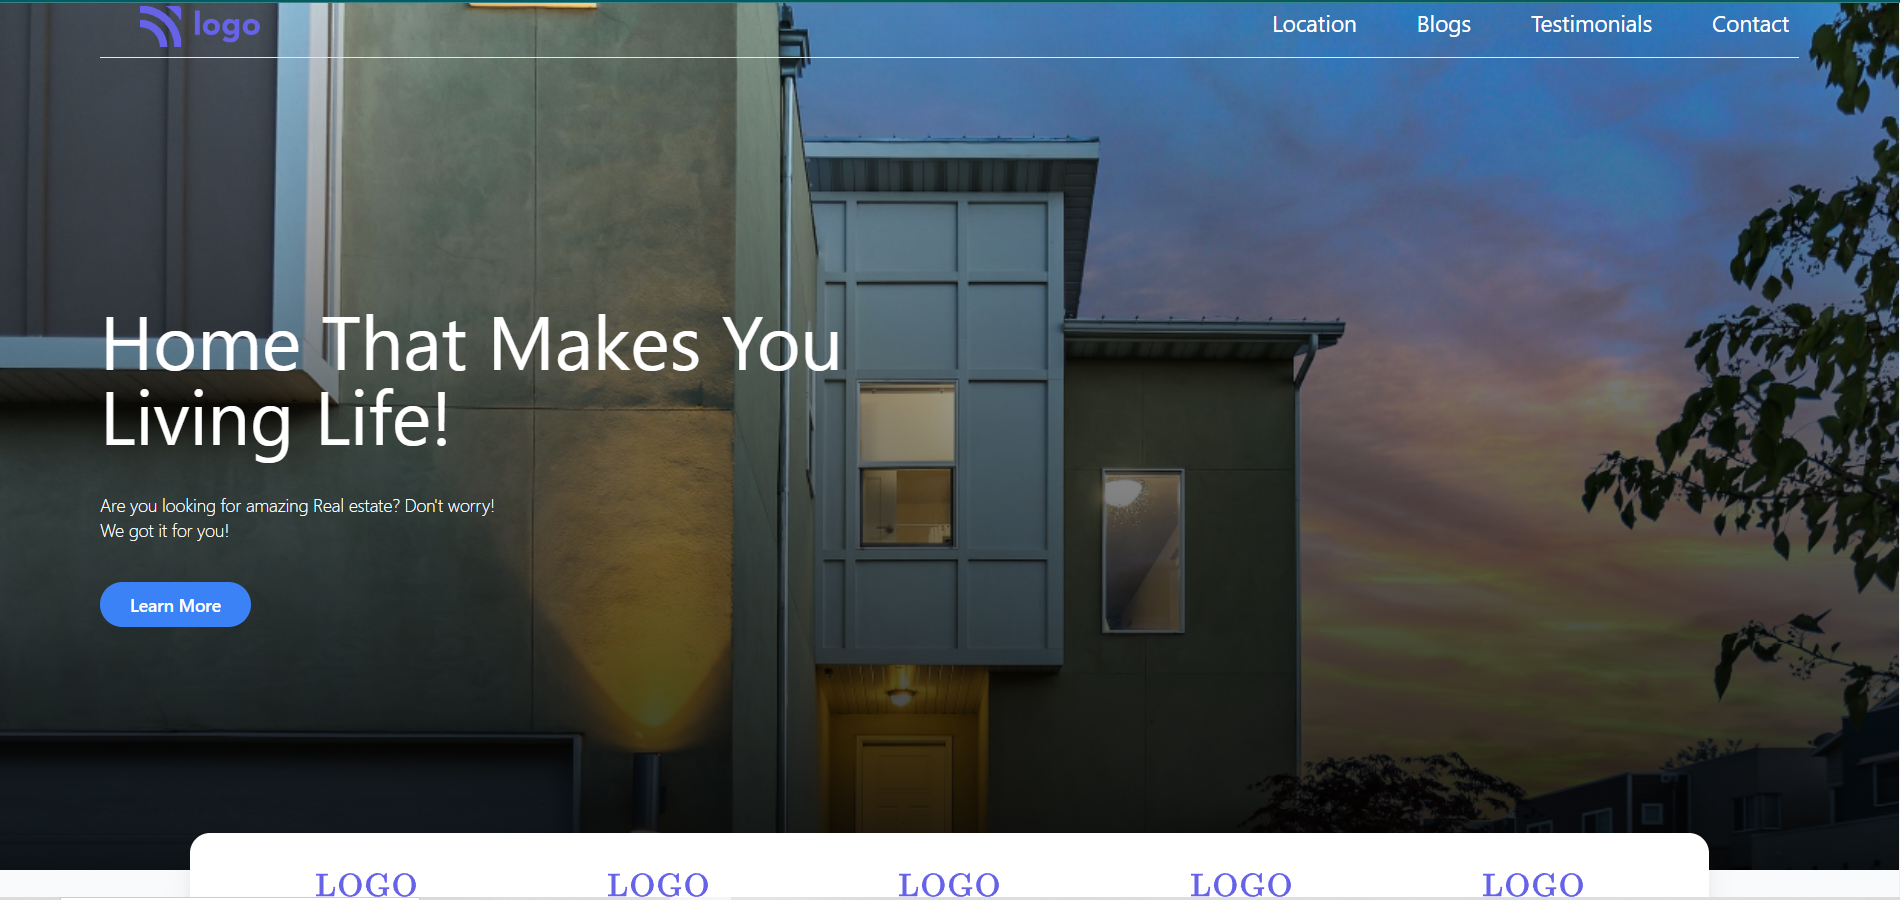 logo
Location Blogs Testimonials Contact
Home That Makes You
Living Life!
Are you looking for amazing Real estate? Don't worry!
We got it for you!
Learn More
LOGO LOGO LOGO LOGO LOGO